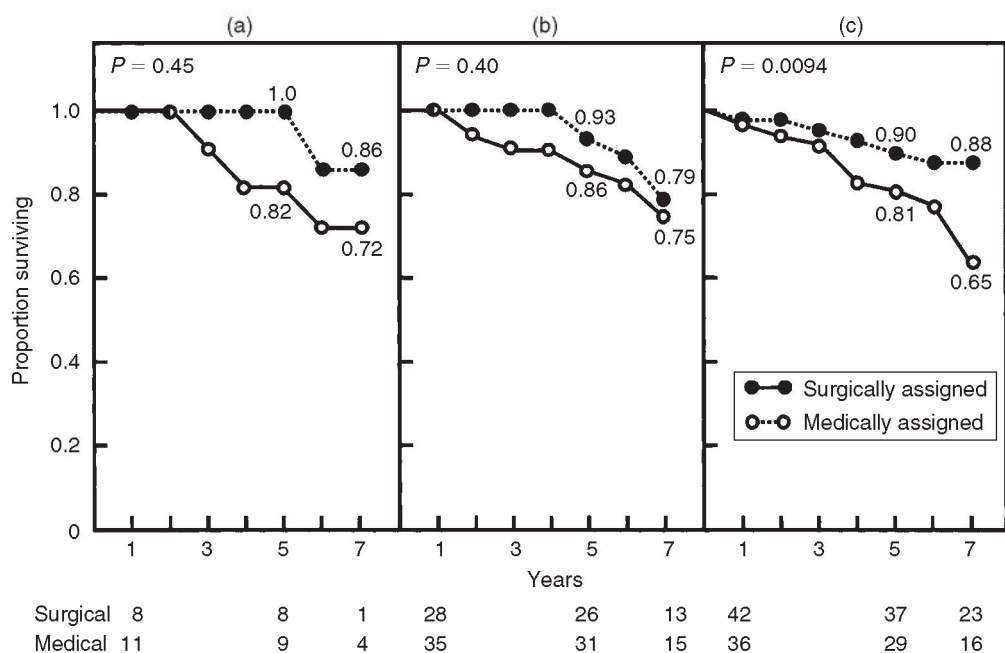 (a) (b) (c)
P = 0.45 P = 0.40 P = 0.0094
1.0 1.0 0.93 0.90 0.88
0.86 0.79
0.8 0.82 0.86 0.81
0.72 0.75
0.6 0.65
Proportion surviving
0.4 Surgically assigned
Medically assigned
0.2
0
1 3 5 7 1 3 5 7 1 3 5 7
Years
Surgical 8 8 1 28 26 13 42 37 23
Medical 11 9 4 35 31 15 36 29 16